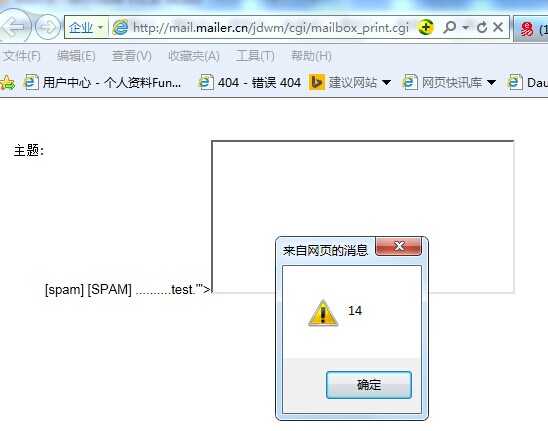 企业 http://mail.mailer.cn/jdwm/cgi/mailbox_print.cgi 易 (1
文件(F) 编辑(E) 查看(V) 收藏夹(A) 工具(T) 帮助(H)
用户中心 - 个人资料Fun... 404 - 错误 404 建议网站 网页快讯库 Dau
主题:
来自网页的消息
14
[spam] [SPAM] ..........test."'>
确定